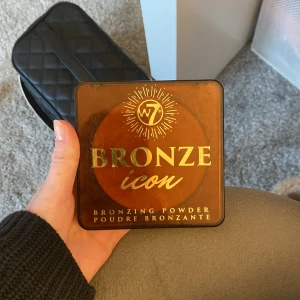 W7
BRONZE
icon
BRONZING POWDER
POUDRE BRONZANTE